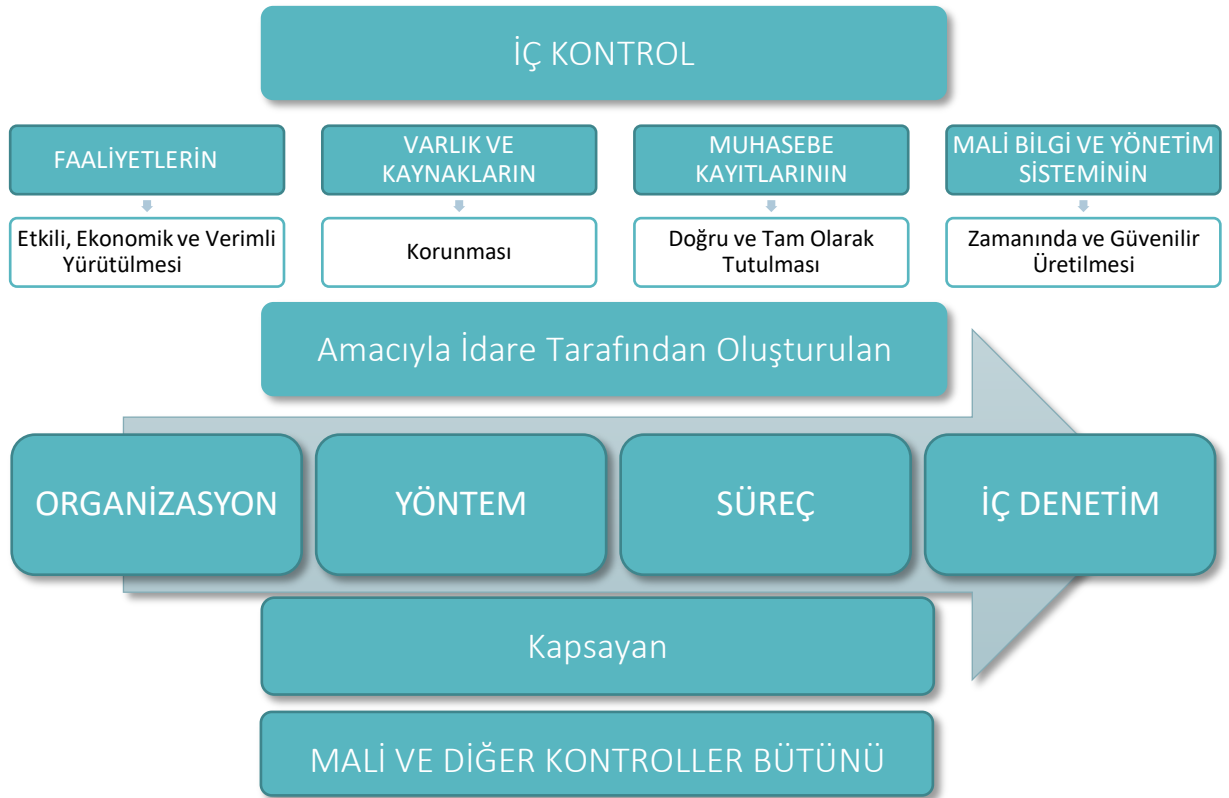 İÇ KONTROL
FAALİYETLERİN
VARLIK VE
KAYNAKLARIN
MUHASEBE
KAYITLARININ
MALİ BİLGİ VE YÖNETİM
SİSTEMİNİN
Etkili, Ekonomik ve Verimli
Yürütülmesi
Korunması
Doğru ve Tam Olarak
Tutulması
Zamanında ve Güvenilir
Üretilmesi
Amacıyla İdare Tarafından Oluşturulan
ORGANİZASYON
YÖNTEM
SÜREÇ
İÇ DENETİM
Kapsayan
MALİ VE DİĞER KONTROLLER BÜTÜNÜ